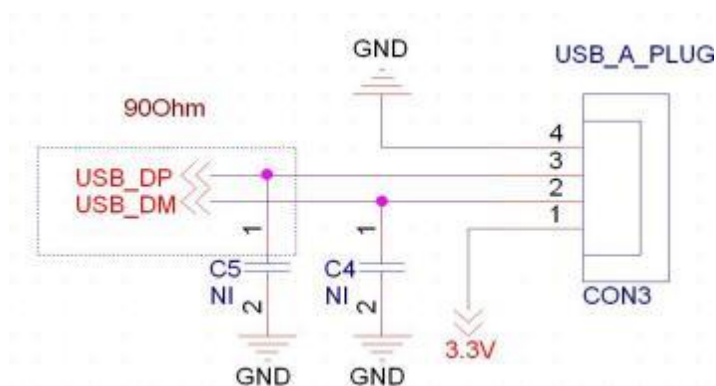 GND
USB_A_PLUG
90Ohm
4
3
2
1
USB_DP
USB_DM
1
C5
NI
2
GND
1
C4
NI
2
GND
3.3V
CON3